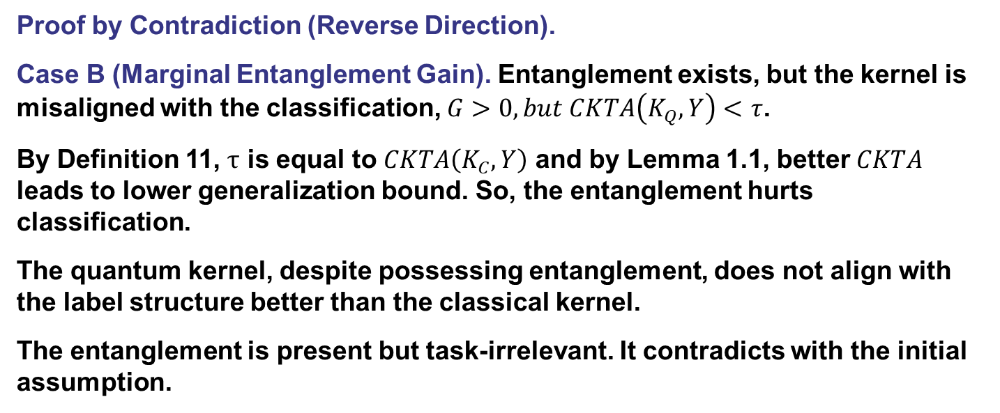 Proof by Contradiction (Reverse Direction).
Case B (Marginal Entanglement Gain). Entanglement exists, but the kernel is
misaligned with the classification, G > 0, but CKTA(K_Q, Y) < τ.
By Definition 11, τ is equal to CKTA(K_C, Y) and by Lemma 1.1, better CKTA
leads to lower generalization bound. So, the entanglement hurts
classification.
The quantum kernel, despite possessing entanglement, does not align with
the label structure better than the classical kernel.
The entanglement is present but task-irrelevant. It contradicts with the initial
assumption.